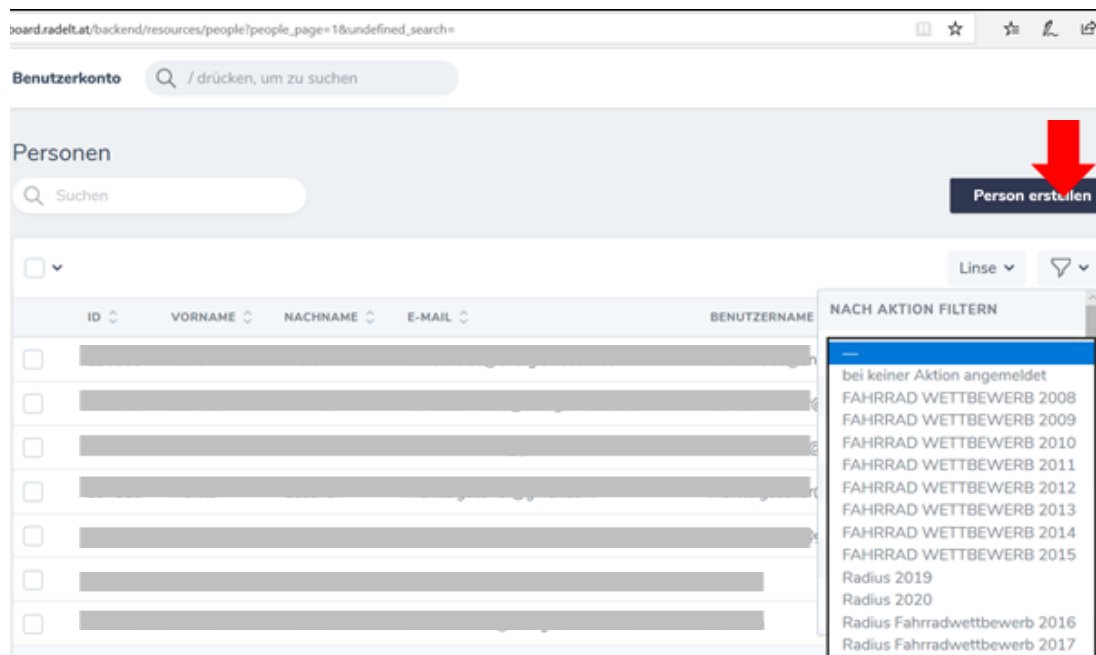 board.radelt.at/backend/resources/people?people_page=1&undefined_search=
Benutzerkonto / drücken, um zu suchen
Personen
Suchen
Person erstellen
Linse
ID VORNAME NACHNAME E-MAIL BENUTZERNAME
NACH AKTION FILTERN
—
bei keiner Aktion angemeldet
FAHRRAD WETTBEWERB 2008
FAHRRAD WETTBEWERB 2009
FAHRRAD WETTBEWERB 2010
FAHRRAD WETTBEWERB 2011
FAHRRAD WETTBEWERB 2012
FAHRRAD WETTBEWERB 2013
FAHRRAD WETTBEWERB 2014
FAHRRAD WETTBEWERB 2015
Radius 2019
Radius 2020
Radius Fahrradwettbewerb 2016
Radius Fahrradwettbewerb 2017